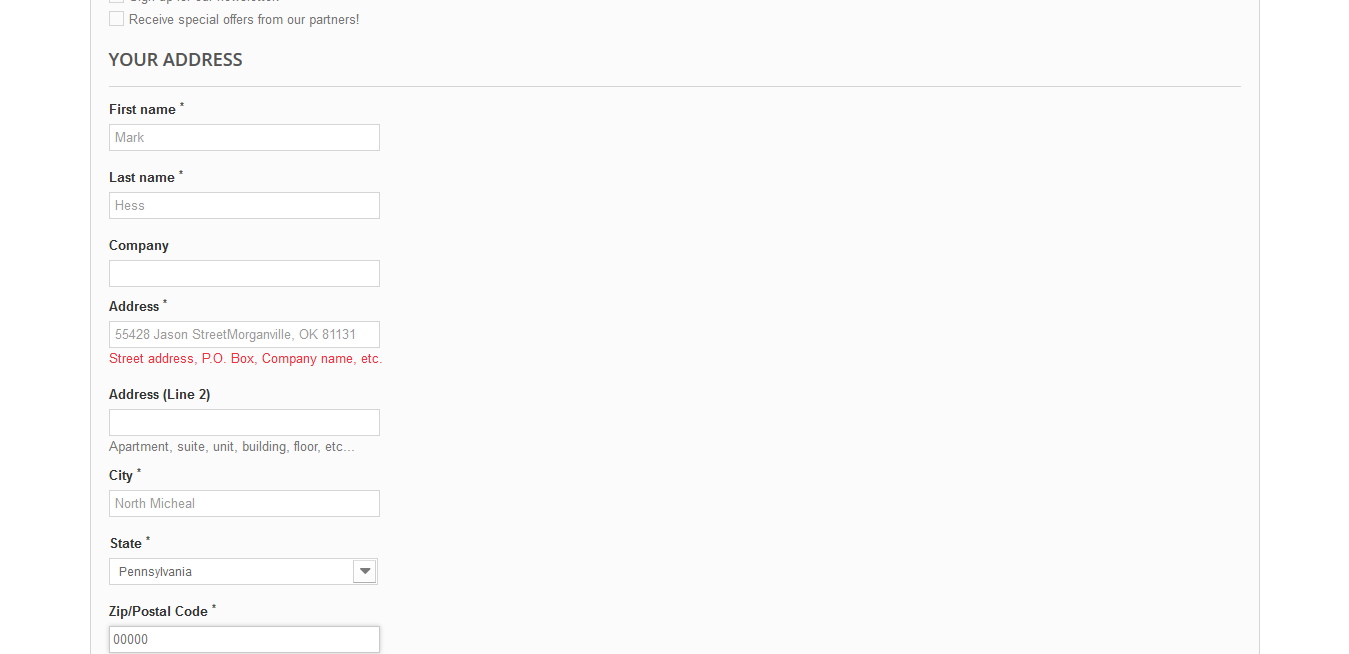 Receive special offers from our partners!
YOUR ADDRESS
First name *
Mark
Last name *
Hess
Company
Address *
55428 Jason StreetMorganville, OK 81131
Street address, P.O. Box, Company name, etc.
Address (Line 2)
Apartment, suite, unit, building, floor, etc...
City *
North Micheal
State *
Pennsylvania
Zip/Postal Code *
00000